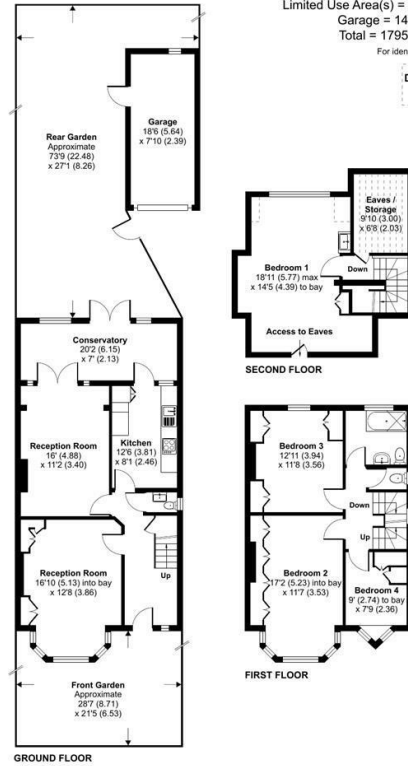 Limited Use Area(s) =
Garage = 14
Total = 1795
For iden
D
Garage
18'6 (5.64)
x 7'10 (2.39)
Rear Garden
Approximate
73'9 (22.48)
x 27'1 (8.26)
Eaves /
Storage
9'10 (3.00)
x 6'8 (2.03)
Bedroom 1
18'11 (5.77) max
x 14'5 (4.39) to bay
Down
Access to Eaves
SECOND FLOOR
Conservatory
20'2 (6.15)
x 7' (2.13)
Reception Room
16' (4.88)
x 11'2 (3.40)
Kitchen
12'6 (3.81)
x 8'1 (2.46)
Reception Room
16'10 (5.13) into bay
x 12'8 (3.86)
Up
Front Garden
Approximate
28'7 (8.71)
x 21'5 (6.53)
GROUND FLOOR
Bedroom 3
12'11 (3.94)
x 11'8 (3.56)
Down
Up
Bedroom 2
17'2 (5.23) into bay
x 11'7 (3.53)
Bedroom 4
9' (2.74) to bay
x 7'9 (2.36)
FIRST FLOOR